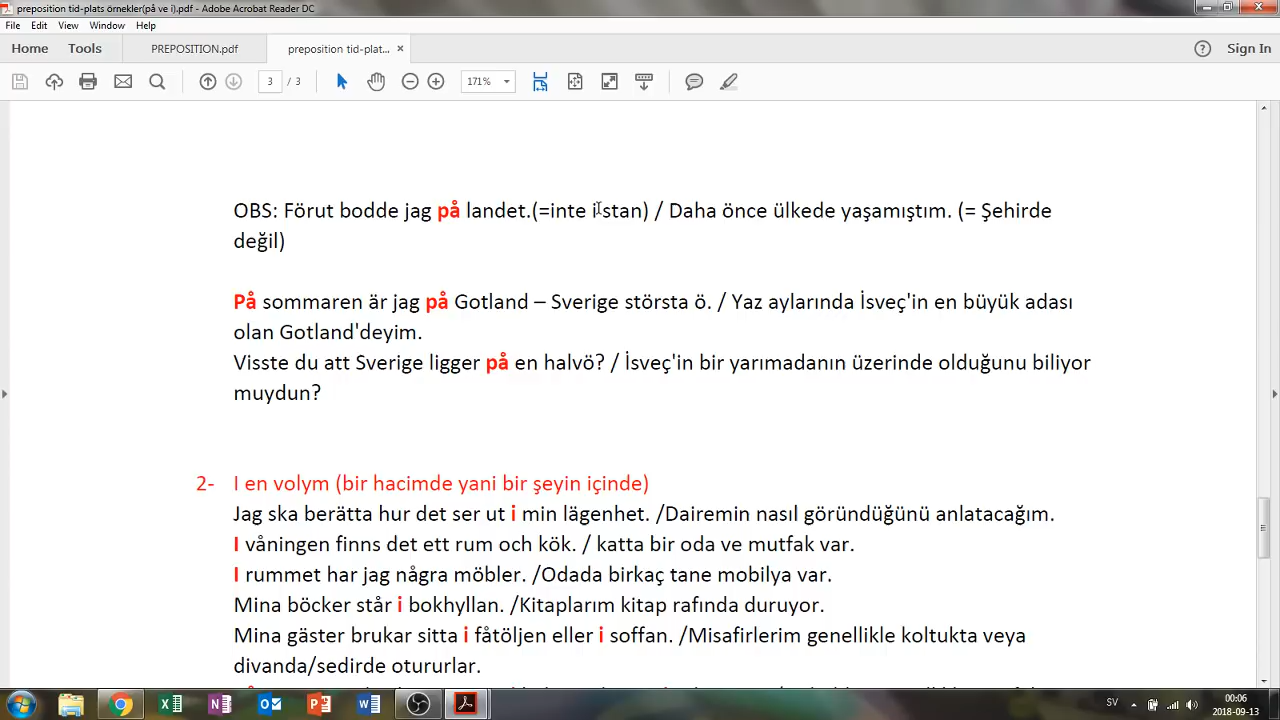 preposition tid-plats örnekler(på ve i).pdf - Adobe Acrobat Reader DC
File Edit View Window Help
Home Tools PREPOSITION.pdf preposition tid-plat... × Sign In
3 / 3 171%
OBS: Förut bodde jag på landet.(=inte i stan) / Daha önce ülkede yaşamıştım. (= Şehirde
değil)
På sommaren är jag på Gotland – Sverige största ö. / Yaz aylarında İsveç'in en büyük adası
olan Gotland'deyim.
Visste du att Sverige ligger på en halvö? / İsveç'in bir yarımadanın üzerinde olduğunu biliyor
muydun?
2- I en volym (bir hacimde yani bir şeyin içinde)
Jag ska berätta hur det ser ut i min lägenhet. /Dairemin nasıl göründüğünü anlatacağım.
I våningen finns det ett rum och kök. / katta bir oda ve mutfak var.
I rummet har jag några möbler. /Odada birkaç tane mobilya var.
Mina böcker står i bokhyllan. /Kitaplarım kitap rafında duruyor.
Mina gäster brukar sitta i fåtöljen eller i soffan. /Misafirlerim genellikle koltukta veya
divanda/sedirde otururlar.
SV 00:06
2018-09-13